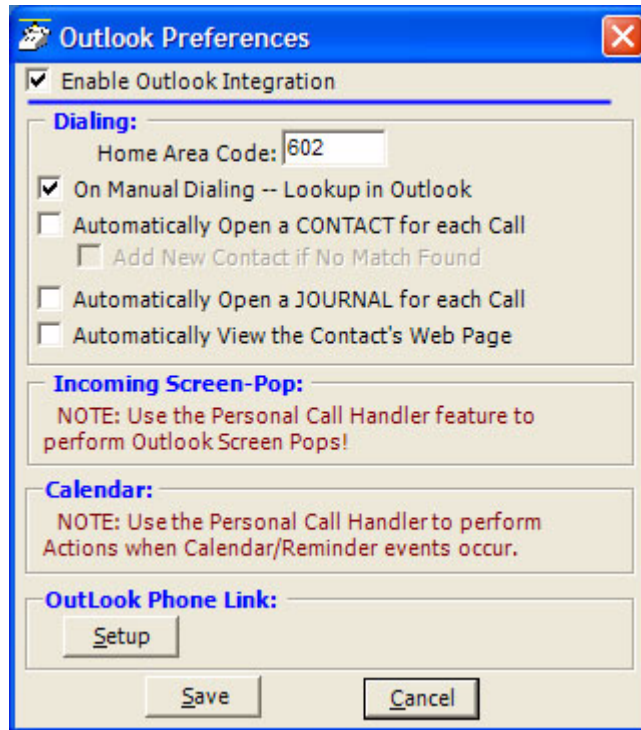 Outlook Preferences
Enable Outlook Integration
Dialing:
Home Area Code: 602
On Manual Dialing -- Lookup in Outlook
Automatically Open a CONTACT for each Call
Add New Contact if No Match Found
Automatically Open a JOURNAL for each Call
Automatically View the Contact's Web Page
Incoming Screen-Pop:
NOTE: Use the Personal Call Handler feature to
perform Outlook Screen Pops!
Calendar:
NOTE: Use the Personal Call Handler to perform
Actions when Calendar/Reminder events occur.
OutLook Phone Link:
Setup
Save Cancel